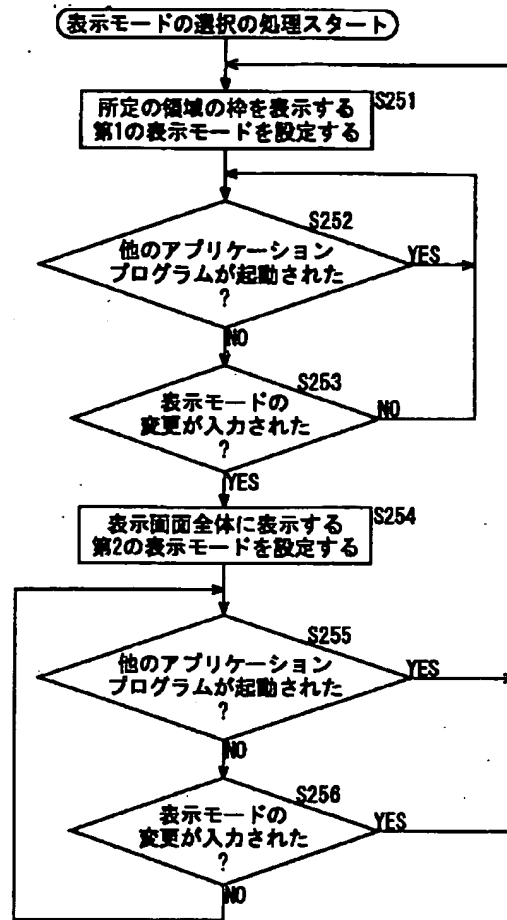 表示モードの選択の処理スタート
S251
所定の領域の枠を表示する
第1の表示モードを設定する
S252
他のアプリケーション
プログラムが起動された
?
YES
NO
S253
表示モードの
変更が入力された
?
NO
YES
S254
表示画面全体に表示する
第2の表示モードを設定する
S255
他のアプリケーション
プログラムが起動された
?
YES
NO
S256
表示モードの
変更が入力された
?
YES
NO